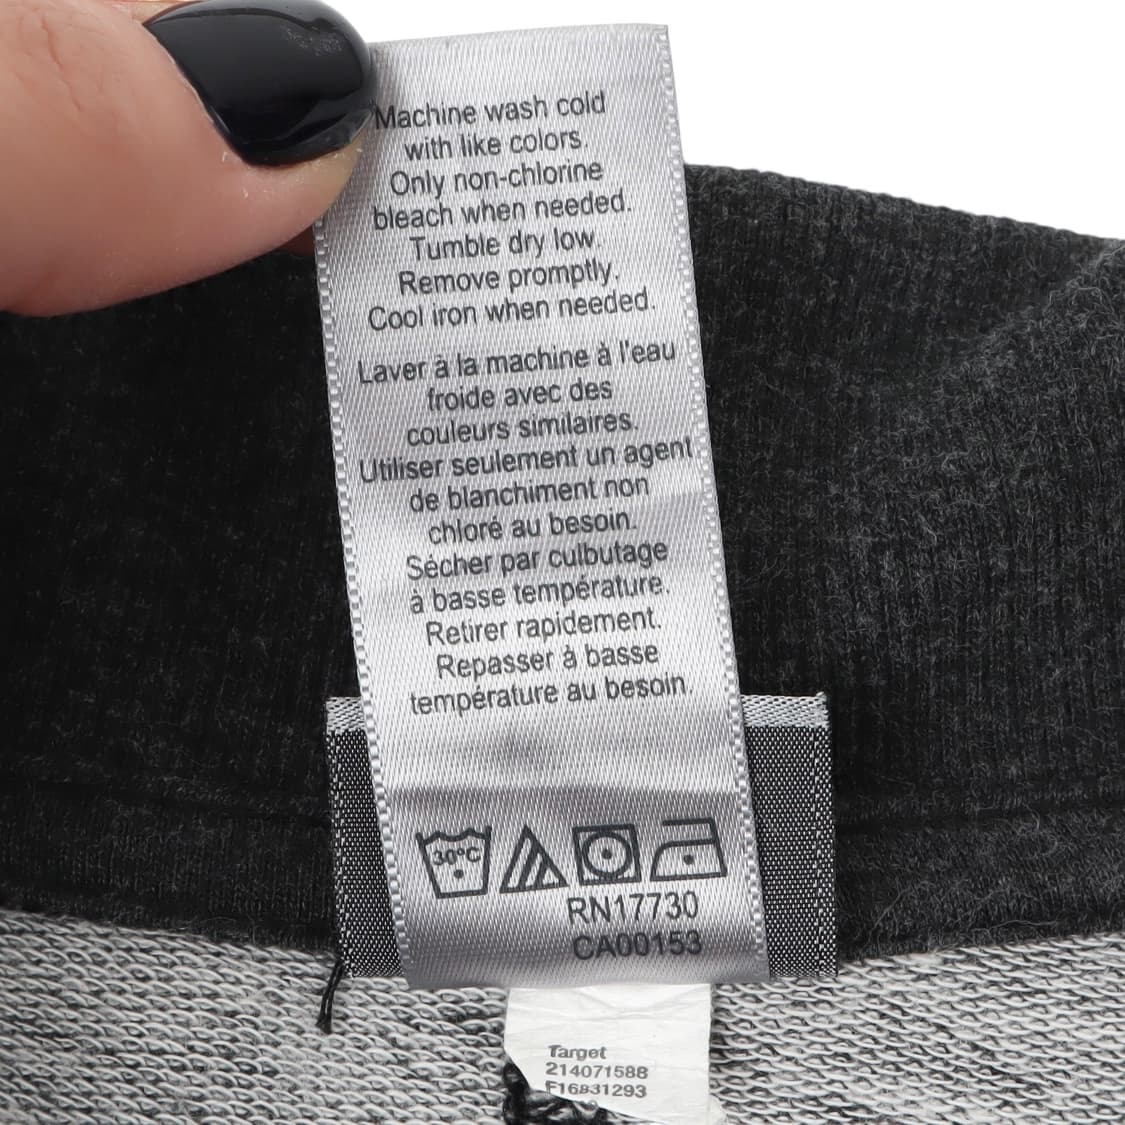 Machine wash cold
with like colors.
Only non-chlorine
bleach when needed.
Tumble dry low.
Remove promptly.
Cool iron when needed.
Laver à la machine à l'eau
froide avec des
couleurs similaires.
Utiliser seulement un agent
de blanchiment non
chloré au besoin.
Sécher par culbutage
à basse température.
Retirer rapidement.
Repasser à basse
température au besoin.
30°C
RN17730
CA00153
Target
214071588
F16831293